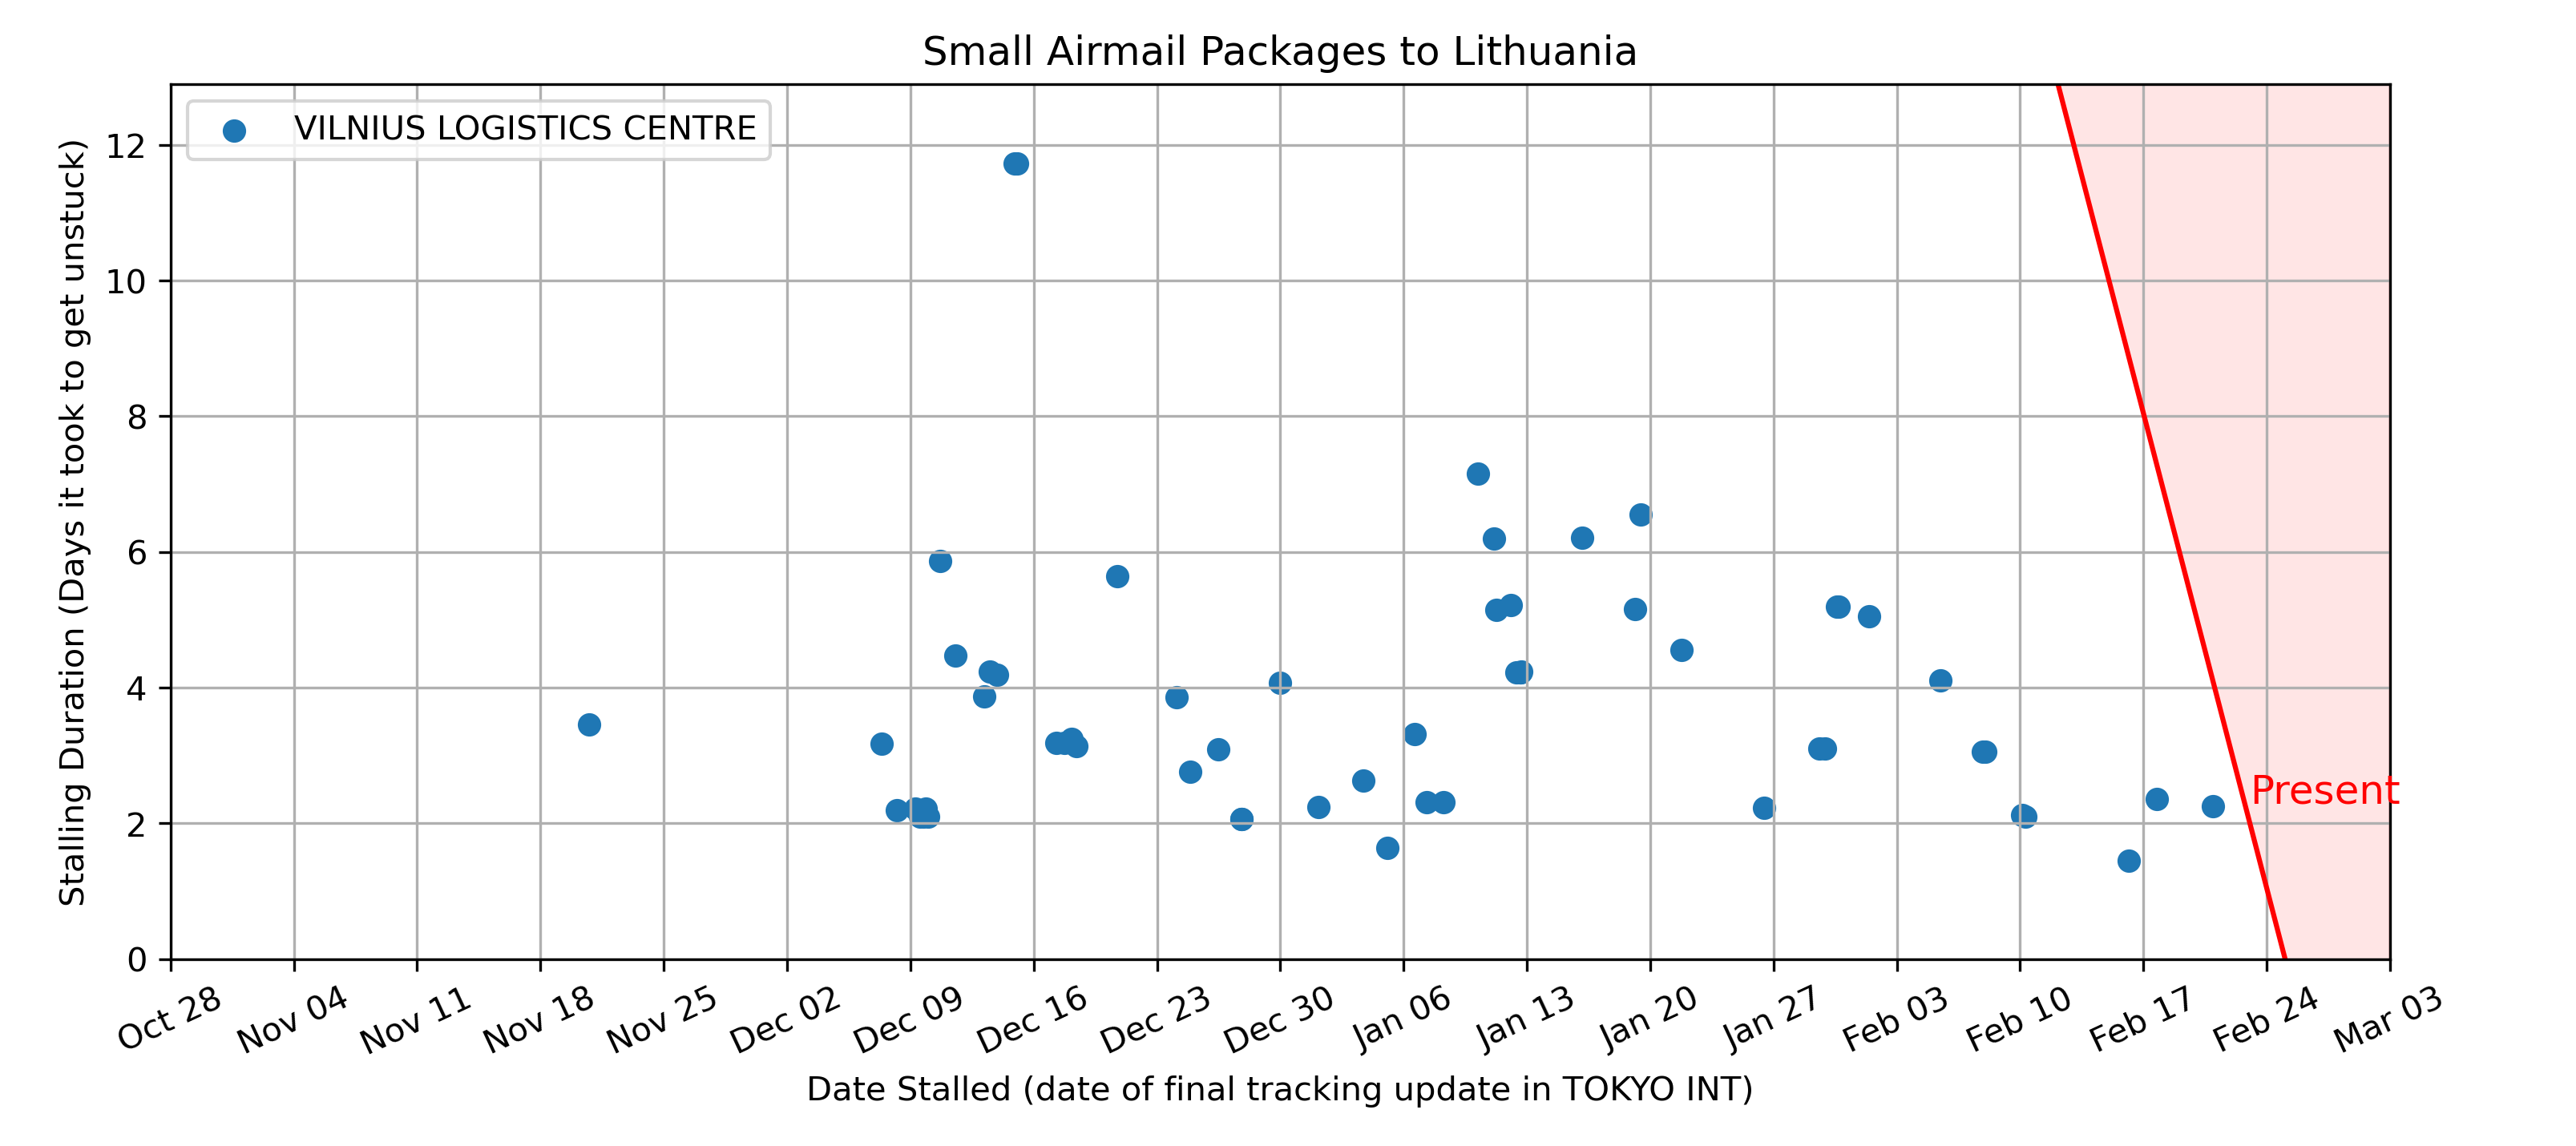 Small Airmail Packages to Lithuania
VILNIUS LOGISTICS CENTRE
Stalling Duration (Days it took to get unstuck)
12
10
8
6
4
2
0
Present
Oct 28
Nov 04
Nov 11
Nov 18
Nov 25
Dec 02
Dec 09
Dec 16
Dec 23
Dec 30
Jan 06
Jan 13
Jan 20
Jan 27
Feb 03
Feb 10
Feb 17
Feb 24
Mar 03
Date Stalled (date of final tracking update in TOKYO INT)